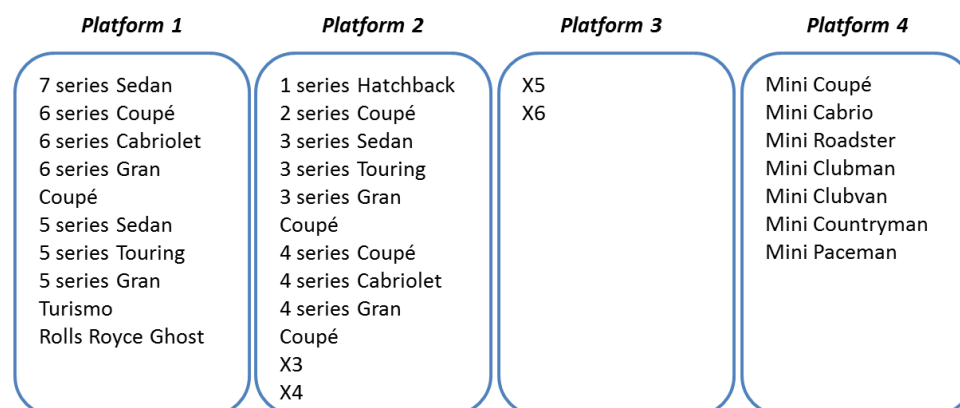 Platform 1
7 series Sedan
6 series Coupé
6 series Cabriolet
6 series Gran
Coupé
5 series Sedan
5 series Touring
5 series Gran
Turismo
Rolls Royce Ghost
Platform 2
1 series Hatchback
2 series Coupé
3 series Sedan
3 series Touring
3 series Gran
Coupé
4 series Coupé
4 series Cabriolet
4 series Gran
Coupé
X3
X4
Platform 3
X5
X6
Platform 4
Mini Coupé
Mini Cabrio
Mini Roadster
Mini Clubman
Mini Clubvan
Mini Countryman
Mini Paceman